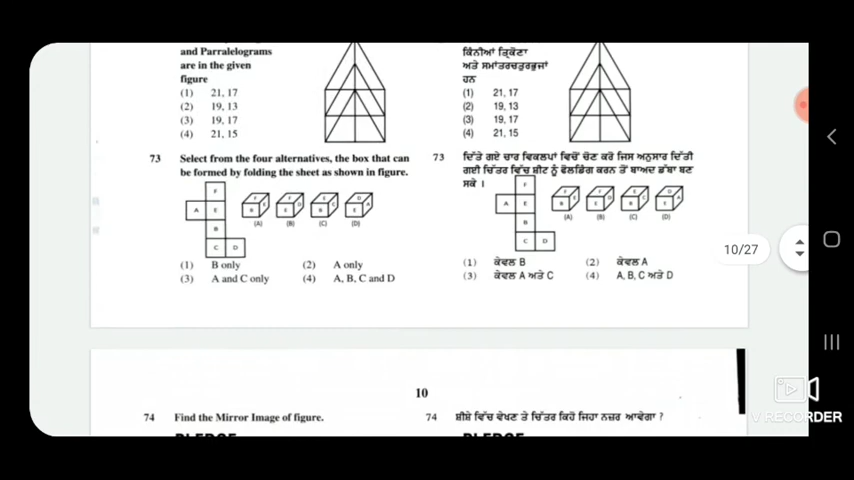 and Parralelograms
are in the given
figure
(1) 21, 17
(2) 19, 13
(3) 19, 17
(4) 21, 15
73 Select from the four alternatives, the box that can
be formed by folding the sheet as shown in figure.
F
A E
B
C D
(A) (B) (C) (D)
(1) B only (2) A only
(3) A and C only (4) A, B, C and D
ਕਿੰਨੀਆਂ ਤ੍ਰਿਕੋਣਾ
ਅਤੇ ਸਮਾਂਤਰਚਤੁਰਭੁਜਾਂ
ਹਨ
(1) 21, 17
(2) 19, 13
(3) 19, 17
(4) 21, 15
73 ਦਿੱਤੇ ਗਏ ਚਾਰ ਵਿਕਲਪਾਂ ਵਿਚੋਂ ਚੋਣ ਕਰੋ ਜਿਸ ਅਨੁਸਾਰ ਦਿੱਤੀ
ਗਈ ਚਿੱਤਰ ਵਿੱਚ ਸ਼ੀਟ ਨੂੰ ਫੋਲਡਿੰਗ ਕਰਨ ਤੋਂ ਬਾਅਦ ਡੱਬਾ ਬਣ
ਸਕੇ ।
F
A E
B
C D
(A) (B) (C) (D)
(1) ਕੇਵਲ B (2) ਕੇਵਲ A
(3) ਕੇਵਲ A ਅਤੇ C (4) A, B, C ਅਤੇ D
10/27
10
74 Find the Mirror Image of figure.
74 ਸ਼ੀਸ਼ੇ ਵਿੱਚ ਵੇਖਣ ਤੇ ਚਿੱਤਰ ਕਿਹੋ ਜਿਹਾ ਨਜ਼ਰ ਆਵੇਗਾ ?
PLEDGE
PLEDGE
V RECORDER